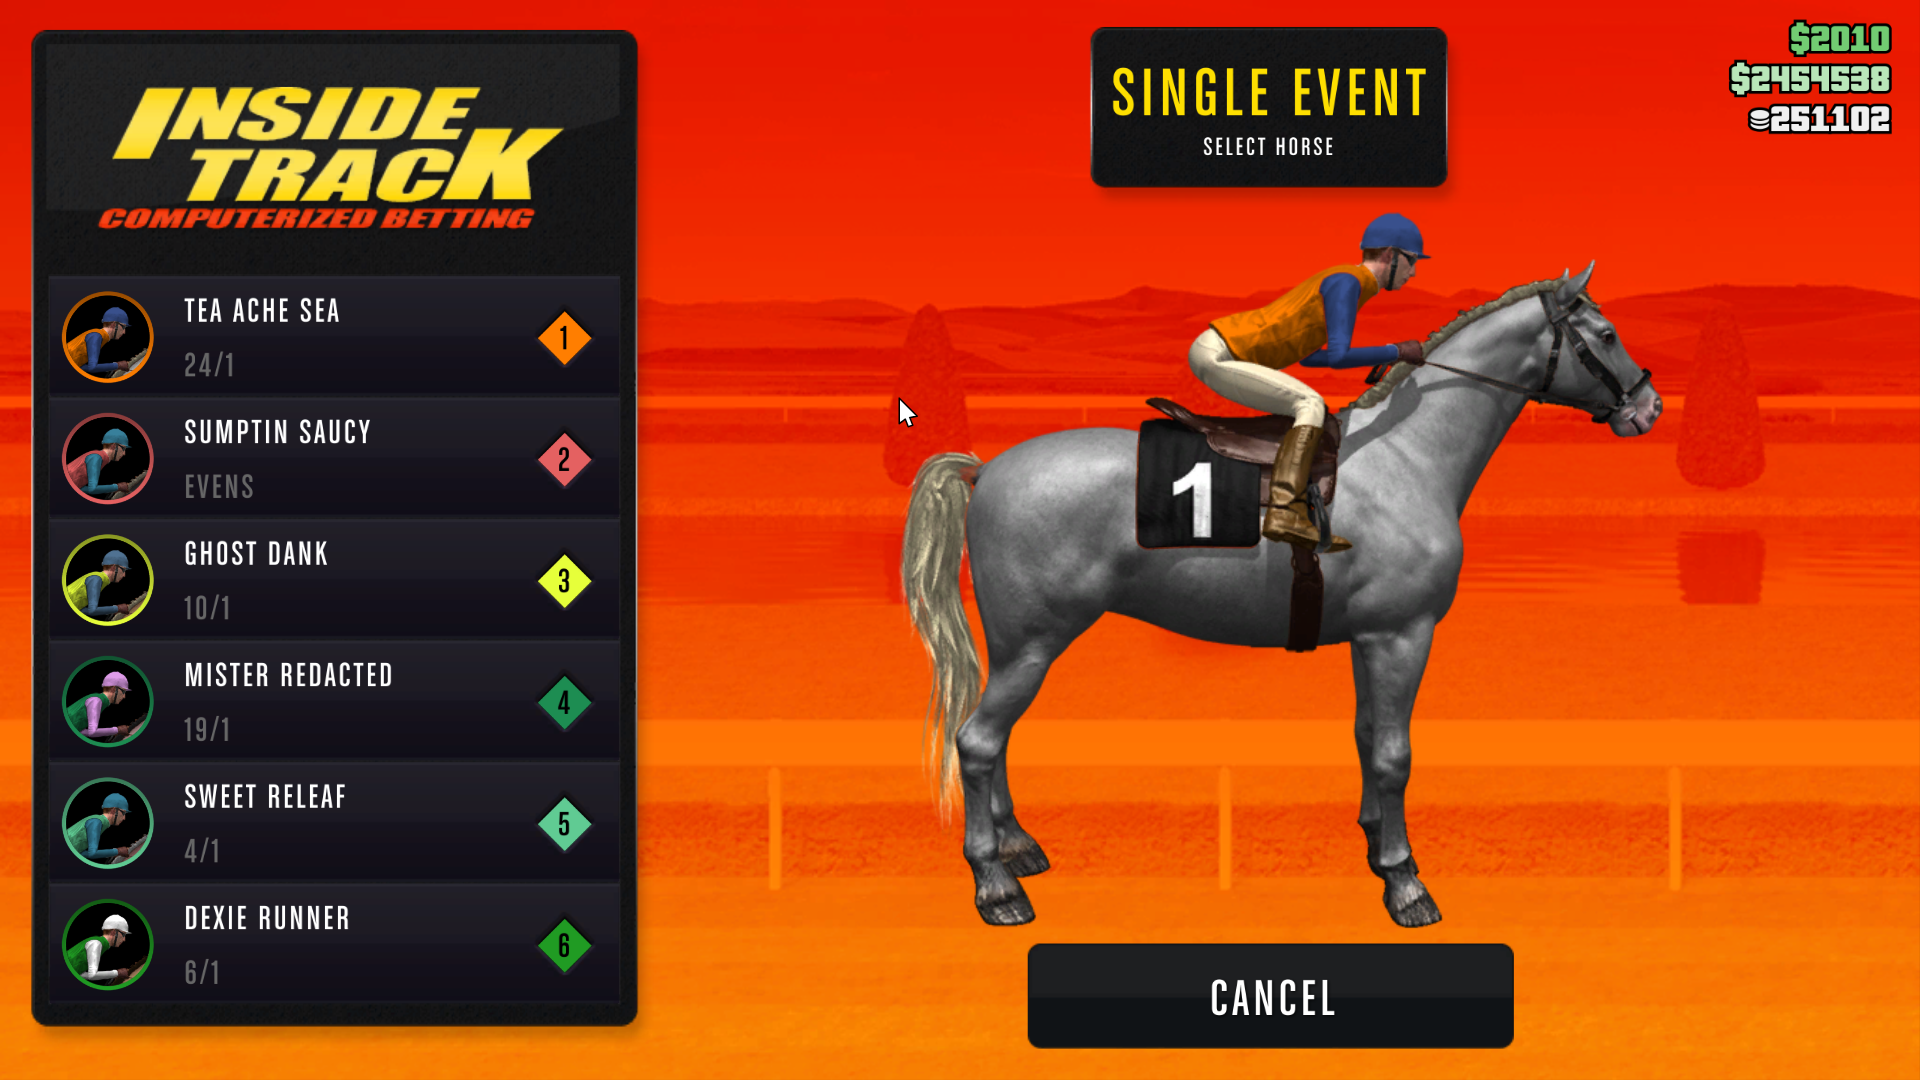 INSIDE
TRACK
COMPUTERIZED BETTING
TEA ACHE SEA
24/1
1
SUMPTIN SAUCY
EVENS
2
GHOST DANK
10/1
3
MISTER REDACTED
19/1
4
SWEET RELEAF
4/1
5
DEXIE RUNNER
6/1
6
SINGLE EVENT
SELECT HORSE
1
CANCEL
$2010
$2454538
251102